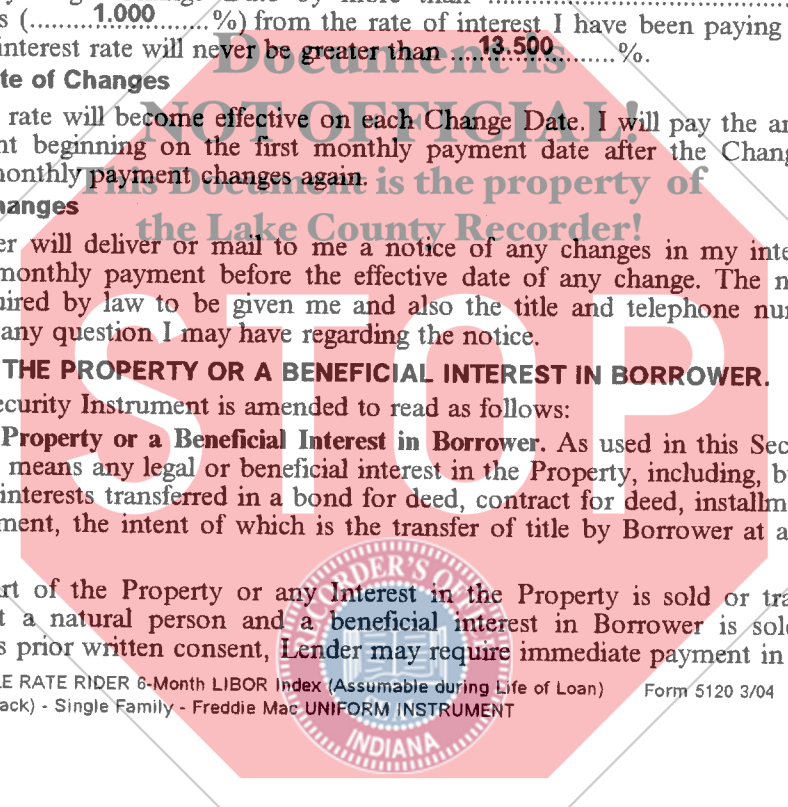 s (....... 1.000 .......%) from the rate of interest I have been paying
interest rate will never be greater than .... 13.500 .......%.
te of Changes
rate will become effective on each Change Date. I will pay the
nt beginning on the first monthly payment date after the
monthly payment changes again.
hanges
er will deliver or mail to me a notice of any changes in my
monthly payment before the effective date of any change. The
uired by law to be given me and also the title and telephone
any question I may have regarding the notice.
THE PROPERTY OR A BENEFICIAL INTEREST IN BORROWER.
ecurity Instrument is amended to read as follows:
Property or a Beneficial Interest in Borrower. As used in this
means any legal or beneficial interest in the Property, including,
interests transferred in a bond for deed, contract for deed,
ment, the intent of which is the transfer of title by Borrower at a
rt of the Property or any Interest in the Property is sold or
t a natural person and a beneficial interest in Borrower is
s prior written consent, Lender may require immediate payment in
LE RATE RIDER 6-Month LIBOR Index (Assumable during Life of Loan) Form 5120 3/04
ack) - Single Family - Freddie Mac UNIFORM INSTRUMENT
Document is
NOT OFFICIAL!
This Document is the property of
the Lake County Recorder!
STOP
RECORDER'S
INDIANA